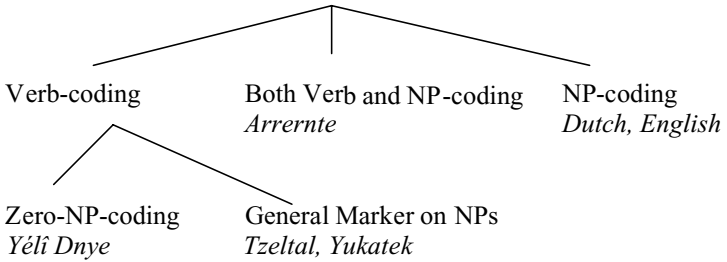 Verb-coding Both Verb and NP-coding NP-coding
Arrernte Dutch, English
Zero-NP-coding General Marker on NPs
Yélî Dnye Tzeltal, Yukatek